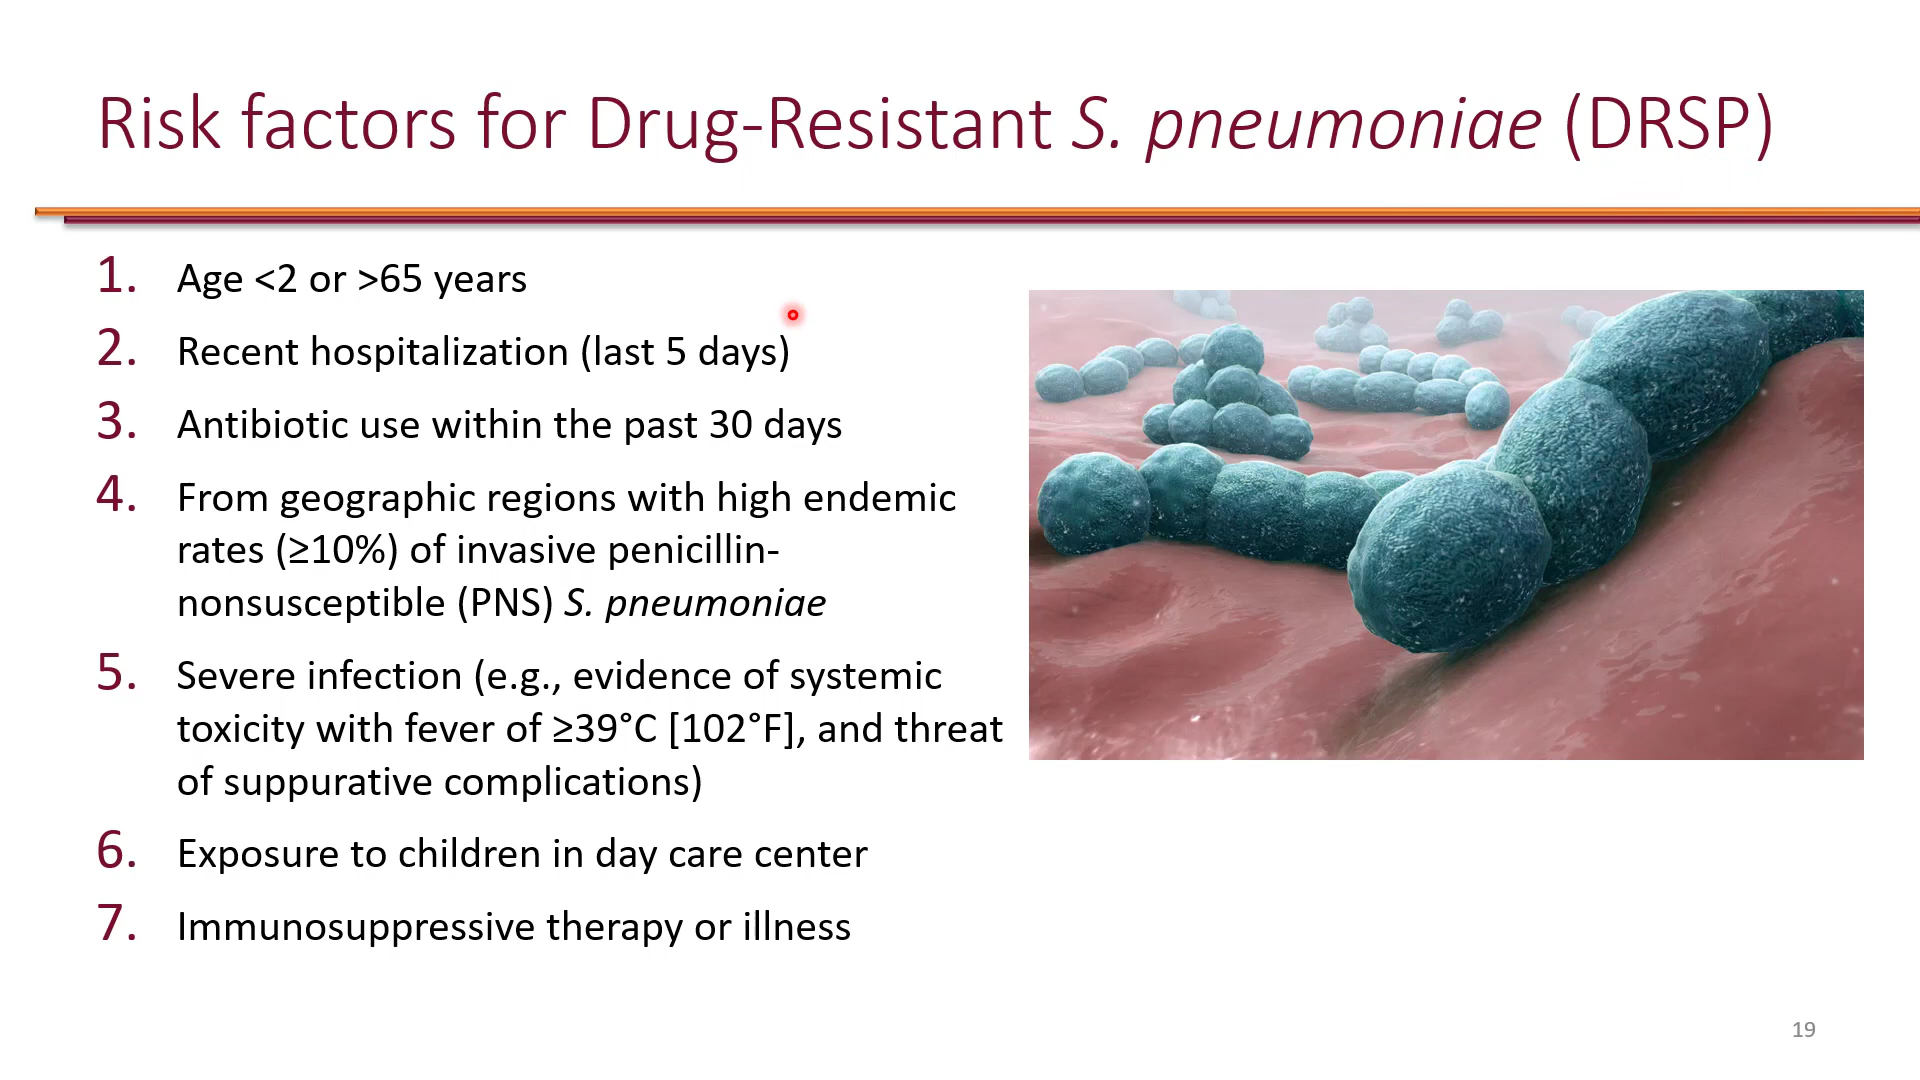 Risk factors for Drug-Resistant S. pneumoniae (DRSP)
1. Age <2 or >65 years
2. Recent hospitalization (last 5 days)
3. Antibiotic use within the past 30 days
4. From geographic regions with high endemic
rates (≥10%) of invasive penicillin-
nonsusceptible (PNS) S. pneumoniae
5. Severe infection (e.g., evidence of systemic
toxicity with fever of ≥39°C [102°F], and threat
of suppurative complications)
6. Exposure to children in day care center
7. Immunosuppressive therapy or illness
19